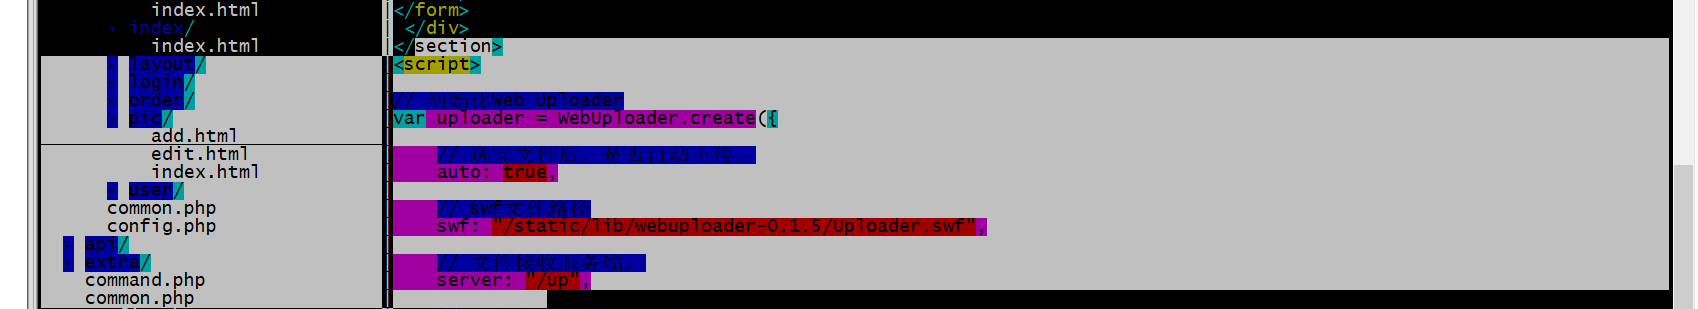 index.html
index/
index.html
layout/
login/
order/
pic/
add.html
edit.html
index.html
user/
common.php
config.php
api/
extra/
command.php
common.php
</form>
</div>
</section>
<script>
// 初始化Web Uploader
var uploader = WebUploader.create({
// 选完文件后，是否自动上传。
auto: true,
// swf文件路径
swf: "/static/lib/webuploader-0.1.5/Uploader.swf",
// 文件接收服务端。
server: "/up",